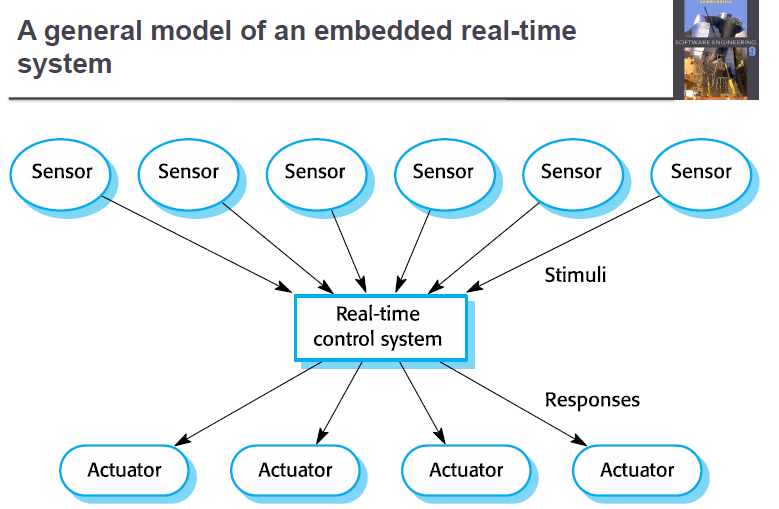 A general model of an embedded real-time
system
SOMMERVILLE
SOFTWARE ENGINEERING
9
Sensor Sensor Sensor Sensor Sensor Sensor
Stimuli
Real-time
control system
Responses
Actuator Actuator Actuator Actuator